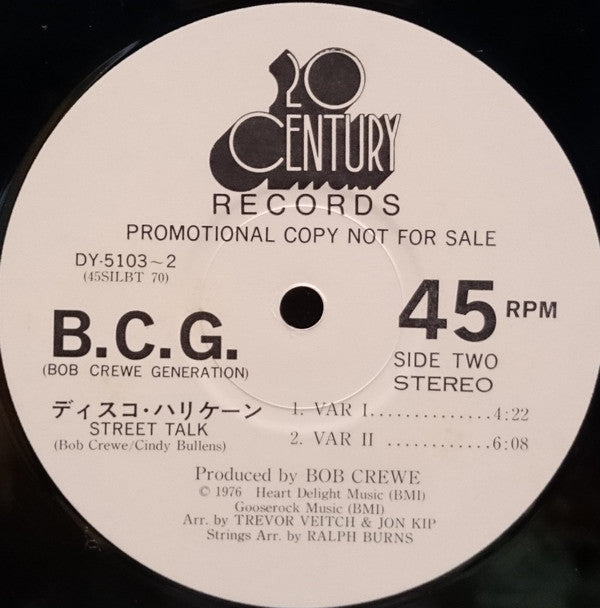 20
CENTURY
RECORDS
PROMOTIONAL COPY NOT FOR SALE
DY-5103~2
(45SILBT 70)
45 RPM
B.C.G.
(BOB CREWE GENERATION)
SIDE TWO
STEREO
ディスコ・ハリケーン
STREET TALK
(Bob Crewe/Cindy Bullens)
1. VAR I.............4:22
2. VAR II ............6:08
Produced by BOB CREWE
© 1976 Heart Delight Music (BMI)
Gooserock Music (BMI)
Arr. by TREVOR VEITCH & JON KIP
Strings Arr. by RALPH BURNS